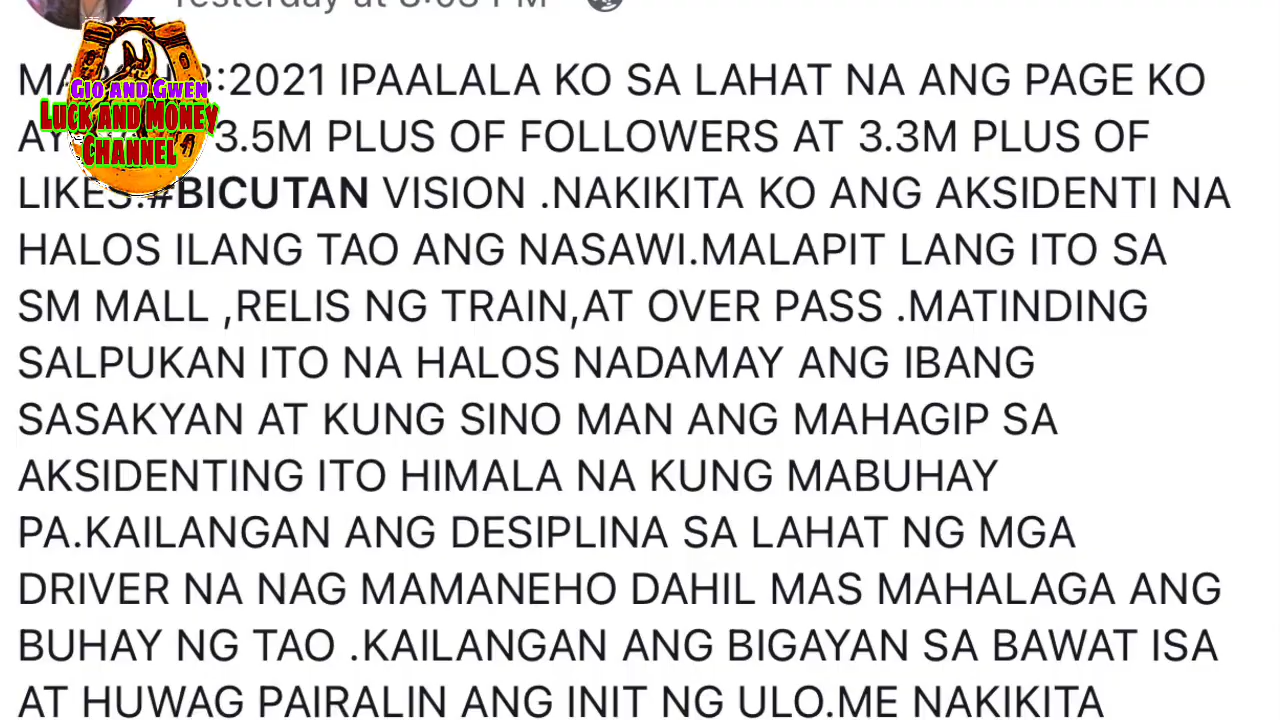 Yesterday at
Gio and Gwen
Luck and Money
Channel
:2021 IPAALALA KO SA LAHAT NA ANG PAGE KO
AY 3.5M PLUS OF FOLLOWERS AT 3.3M PLUS OF
LIKES.#BICUTAN VISION .NAKIKITA KO ANG AKSIDENTI NA
HALOS ILANG TAO ANG NASAWI.MALAPIT LANG ITO SA
SM MALL ,RELIS NG TRAIN,AT OVER PASS .MATINDING
SALPUKAN ITO NA HALOS NADAMAY ANG IBANG
SASAKYAN AT KUNG SINO MAN ANG MAHAGIP SA
AKSIDENTING ITO HIMALA NA KUNG MABUHAY
PA.KAILANGAN ANG DESIPLINA SA LAHAT NG MGA
DRIVER NA NAG MAMANEHO DAHIL MAS MAHALAGA ANG
BUHAY NG TAO .KAILANGAN ANG BIGAYAN SA BAWAT ISA
AT HUWAG PAIRALIN ANG INIT NG ULO.ME NAKIKITA